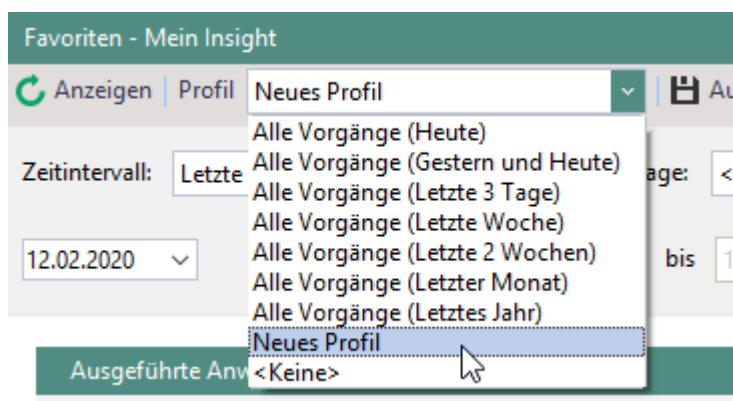 Favoriten - Mein Insight
Anzeigen Profil Neues Profil
Alle Vorgänge (Heute)
Alle Vorgänge (Gestern und Heute)
Alle Vorgänge (Letzte 3 Tage)
Alle Vorgänge (Letzte Woche)
Alle Vorgänge (Letzte 2 Wochen)
Alle Vorgänge (Letzter Monat)
Alle Vorgänge (Letztes Jahr)
Neues Profil
<Keine>
Zeitintervall: Letzte age: <
12.02.2020 bis 1
Ausgeführte Anw